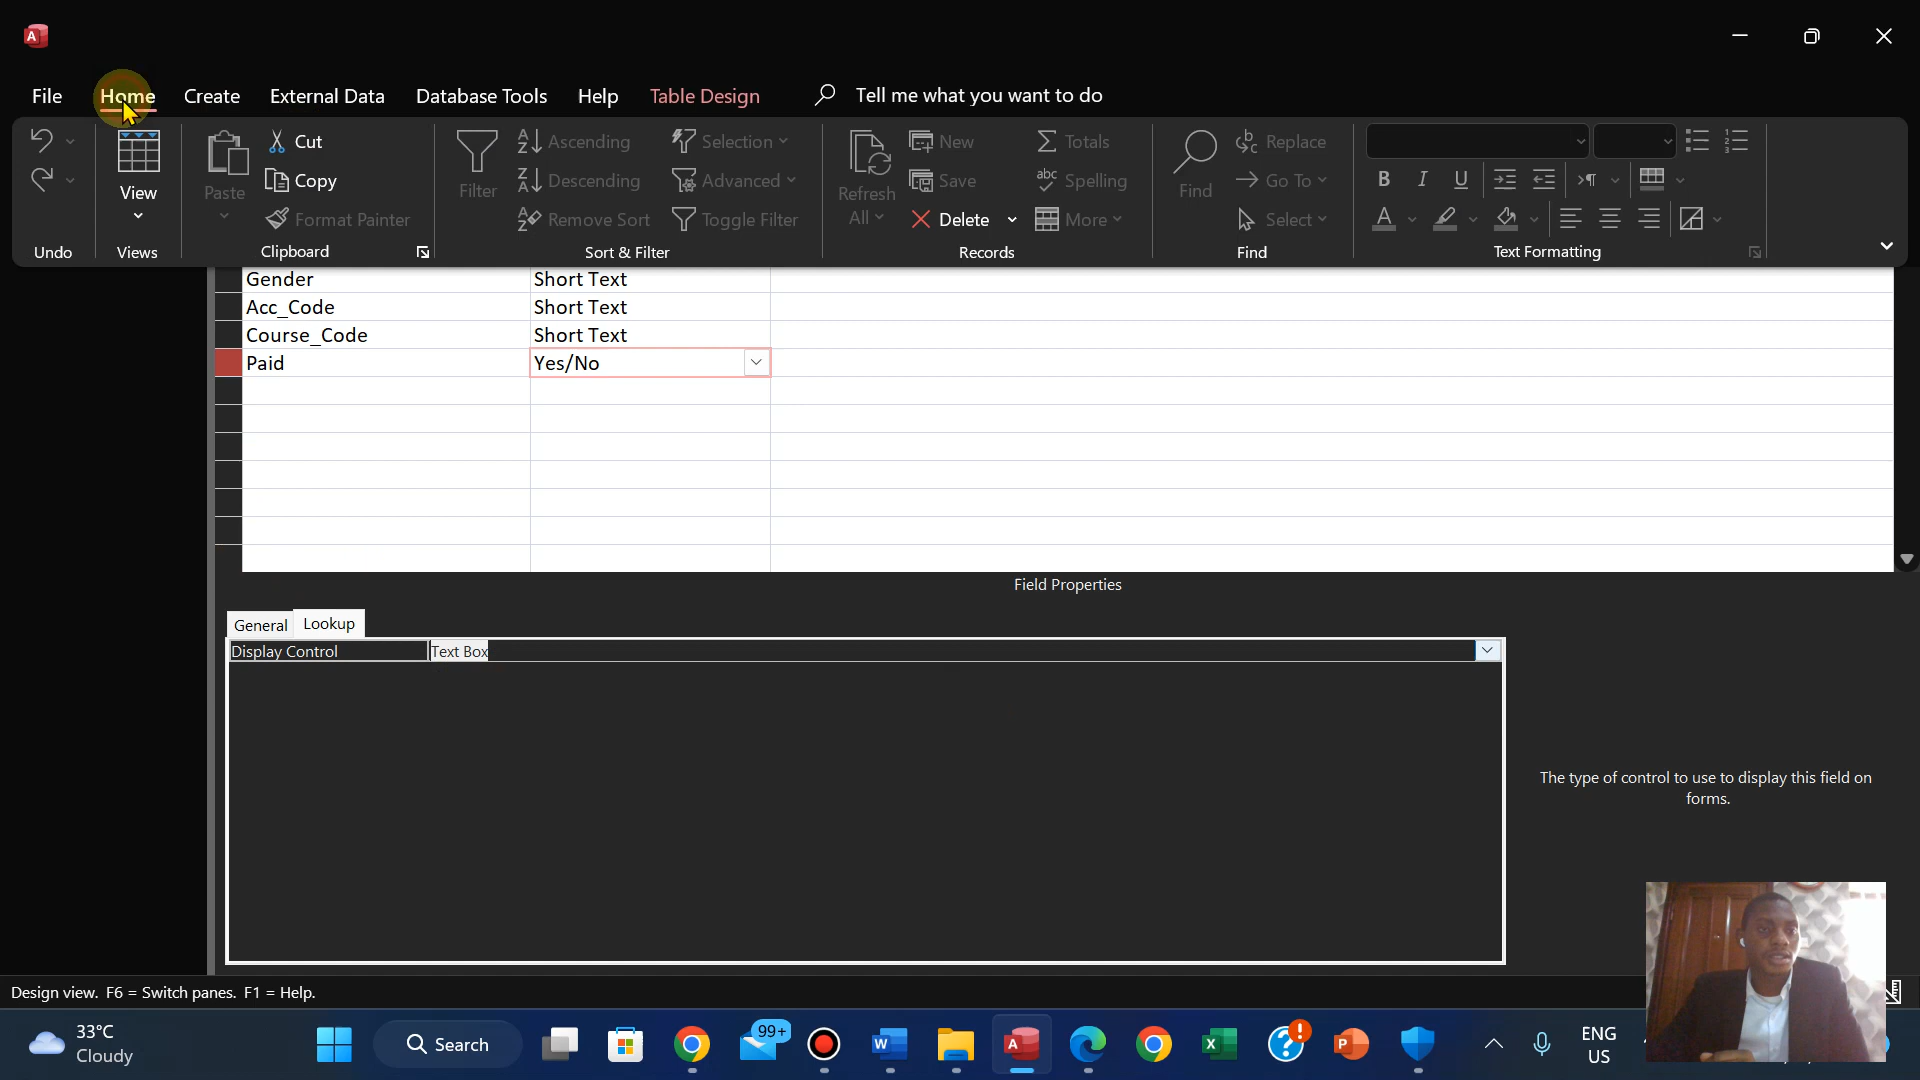 File Home Create External Data Database Tools Help Table Design Tell me what you want to do
Undo
View
Views
Paste
Cut
Copy
Format Painter
Clipboard
Filter
Ascending
Descending
Remove Sort
Selection
Advanced
Toggle Filter
Sort & Filter
Refresh
All
New
Save
Delete
Totals
Spelling
More
Records
Find
Replace
Go To
Select
Find
B I U
Text Formatting
Gender Short Text
Acc_Code Short Text
Course_Code Short Text
Paid Yes/No
Field Properties
General Lookup
Display Control Text Box
The type of control to use to display this field on
forms.
Design view. F6 = Switch panes. F1 = Help.
33°C
Cloudy
Search
99+
ENG
US